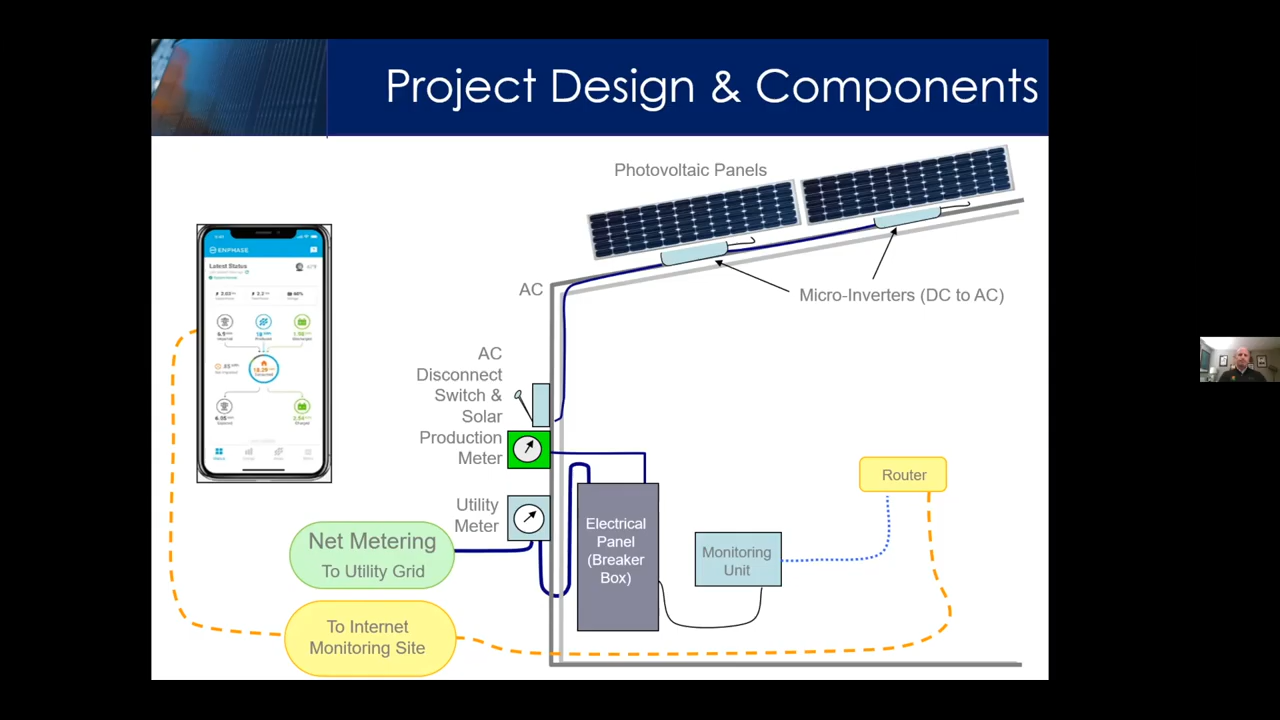 Project Design & Components
Photovoltaic Panels
ENPHASE
Latest Status
AC
Micro-Inverters (DC to AC)
AC
Disconnect
Switch &
Solar
Production
Meter
Utility
Meter
Router
Electrical
Panel
(Breaker
Box)
Monitoring
Unit
Net Metering
To Utility Grid
To Internet
Monitoring Site